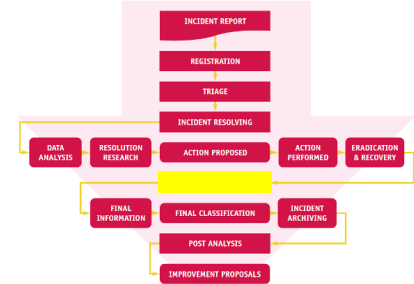 INCIDENT REPORT
REGISTRATION
TRIAGE
INCIDENT RESOLVING
DATA
ANALYSIS
RESOLUTION
RESEARCH
ACTION PROPOSED
ACTION
PERFORMED
ERADICATION
& RECOVERY
FINAL
INFORMATION
FINAL CLASSIFICATION
INCIDENT
ARCHIVING
POST ANALYSIS
IMPROVEMENT PROPOSALS